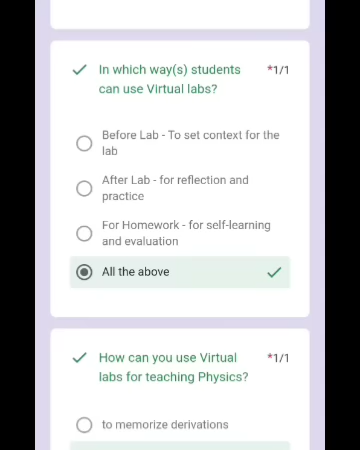 In which way(s) students *1/1
can use Virtual labs?
Before Lab - To set context for the
lab
After Lab - for reflection and
practice
For Homework - for self-learning
and evaluation
All the above
How can you use Virtual *1/1
labs for teaching Physics?
to memorize derivations